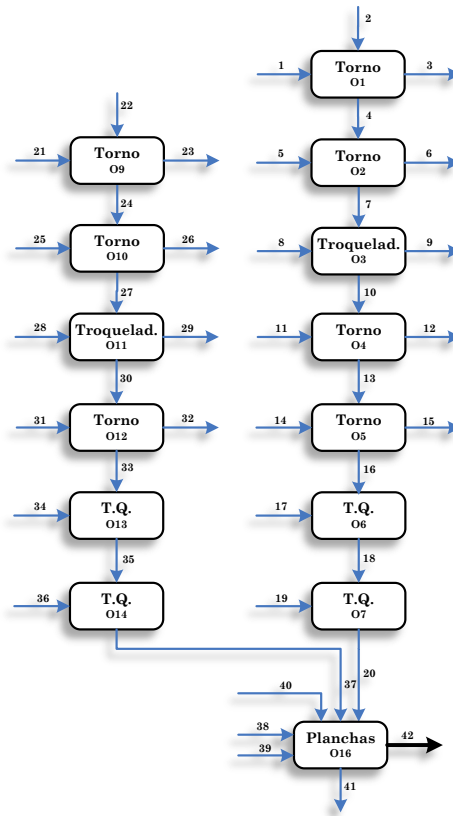 2
1
Torno
O1
3
4
22
5
Torno
O2
6
21
Torno
O9
23
24
7
25
Torno
O10
26
8
Troquelad.
O3
9
27
10
28
Troquelad.
O11
29
11
Torno
O4
12
30
13
31
Torno
O12
32
14
Torno
O5
15
33
16
34
T.Q.
O13
17
T.Q.
O6
35
18
36
T.Q.
O14
19
T.Q.
O7
40
37
20
38
39
Planchas
O16
42
41